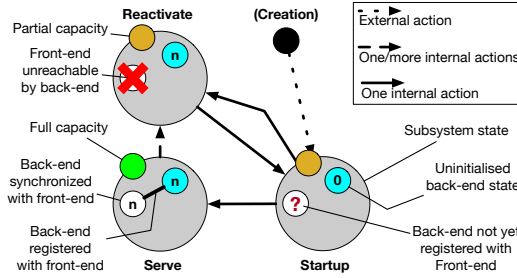 Reactivate
(Creation)
External action
One/more internal actions
One internal action
Partial capacity
n
Front-end
unreachable
by back-end
Full capacity
Subsystem state
Back-end
synchronized
with front-end
n
n
0
?
Uninitialised
back-end state
Back-end
registered
with front-end
Back-end not yet
registered with
Front-end
Serve
Startup